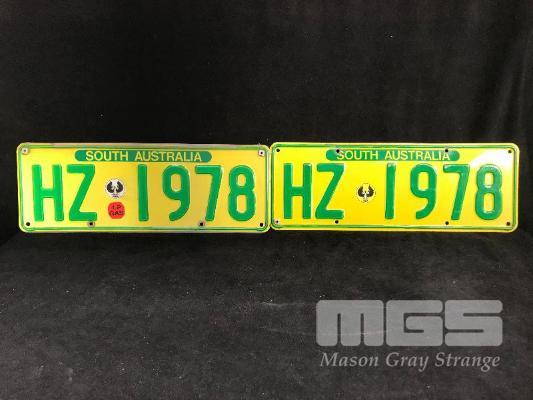 SOUTH AUSTRALIA
HZ 1978
LP
GAS
SOUTH AUSTRALIA
HZ 1978
MGS
Mason Gray Strange